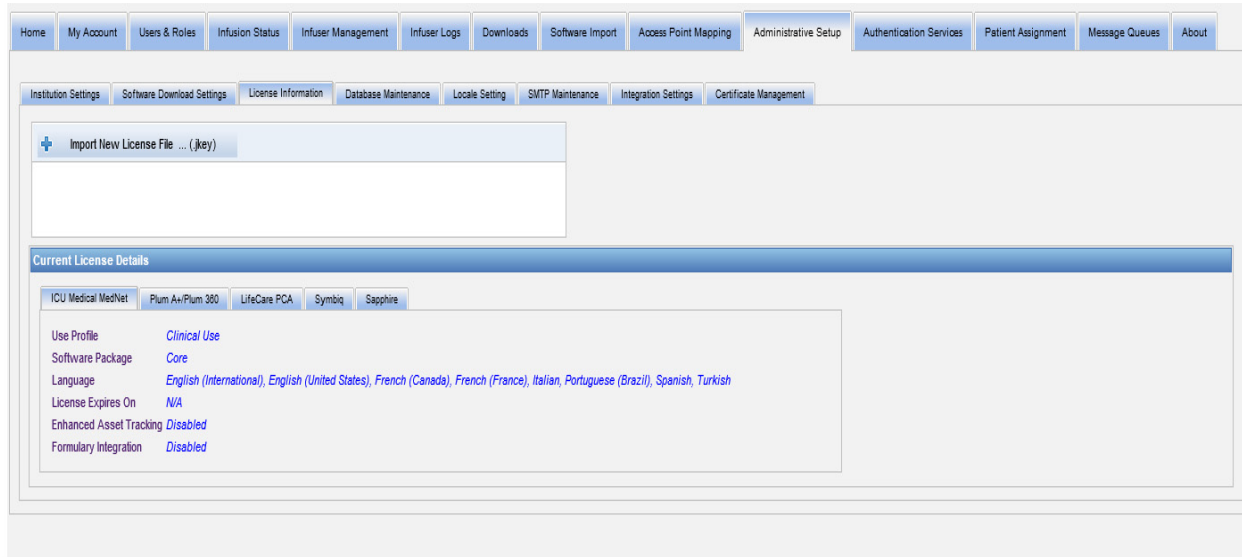 Home My Account Users & Roles Infusion Status Infuser Management Infuser Logs Downloads Software Import Access Point Mapping Administrative Setup Authentication Services Patient Assignment Message Queues About
Institution Settings Software Download Settings License Information Database Maintenance Locale Setting SMTP Maintenance Integration Settings Certificate Management
Import New License File ... (.jkey)
Current License Details
ICU Medical MedNet Plum A+/Plum 360 LifeCare PCA Symbiq Sapphire
Use Profile Clinical Use
Software Package Core
Language English (International), English (United States), French (Canada), French (France), Italian, Portuguese (Brazil), Spanish, Turkish
License Expires On N/A
Enhanced Asset Tracking Disabled
Formulary Integration Disabled